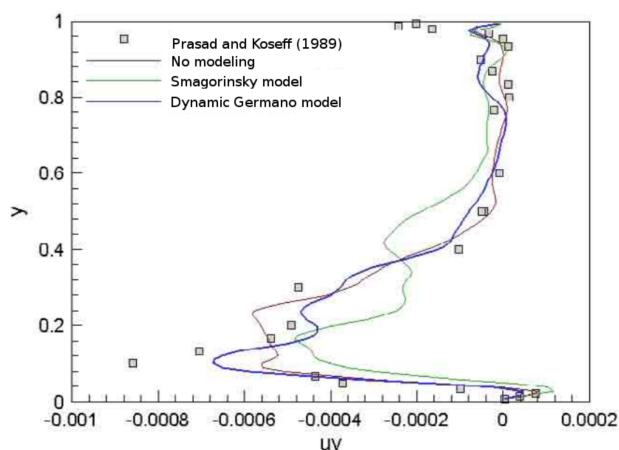 1
Prasad and Koseff (1989)
No modeling
Smagorinsky model
Dynamic Germano model
0.8
0.6
y
0.4
0.2
0
-0.001 -0.0008 -0.0006 -0.0004 -0.0002 0 0.0002
uv